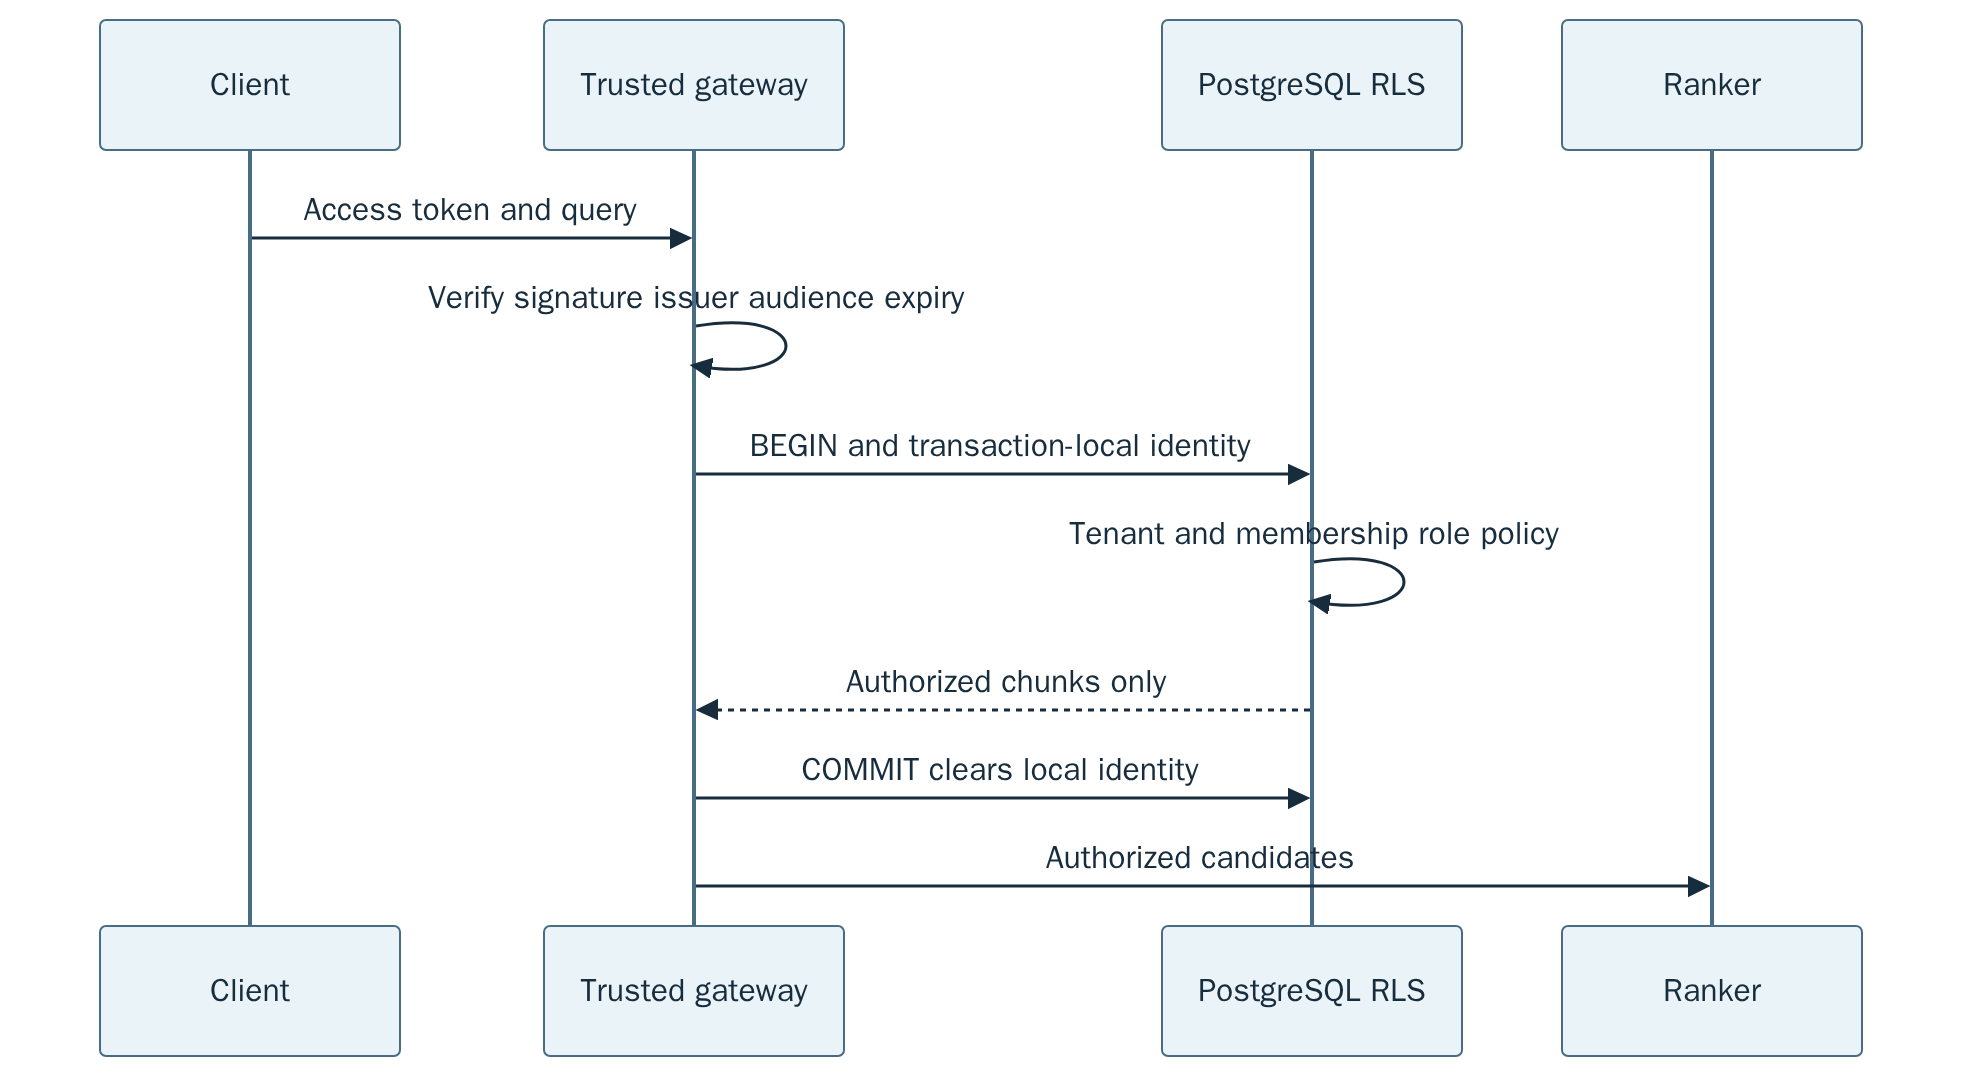 Client
Trusted gateway
PostgreSQL RLS
Ranker
Access token and query
Verify signature issuer audience expiry
BEGIN and transaction-local identity
Tenant and membership role policy
Authorized chunks only
COMMIT clears local identity
Authorized candidates
Client
Trusted gateway
PostgreSQL RLS
Ranker